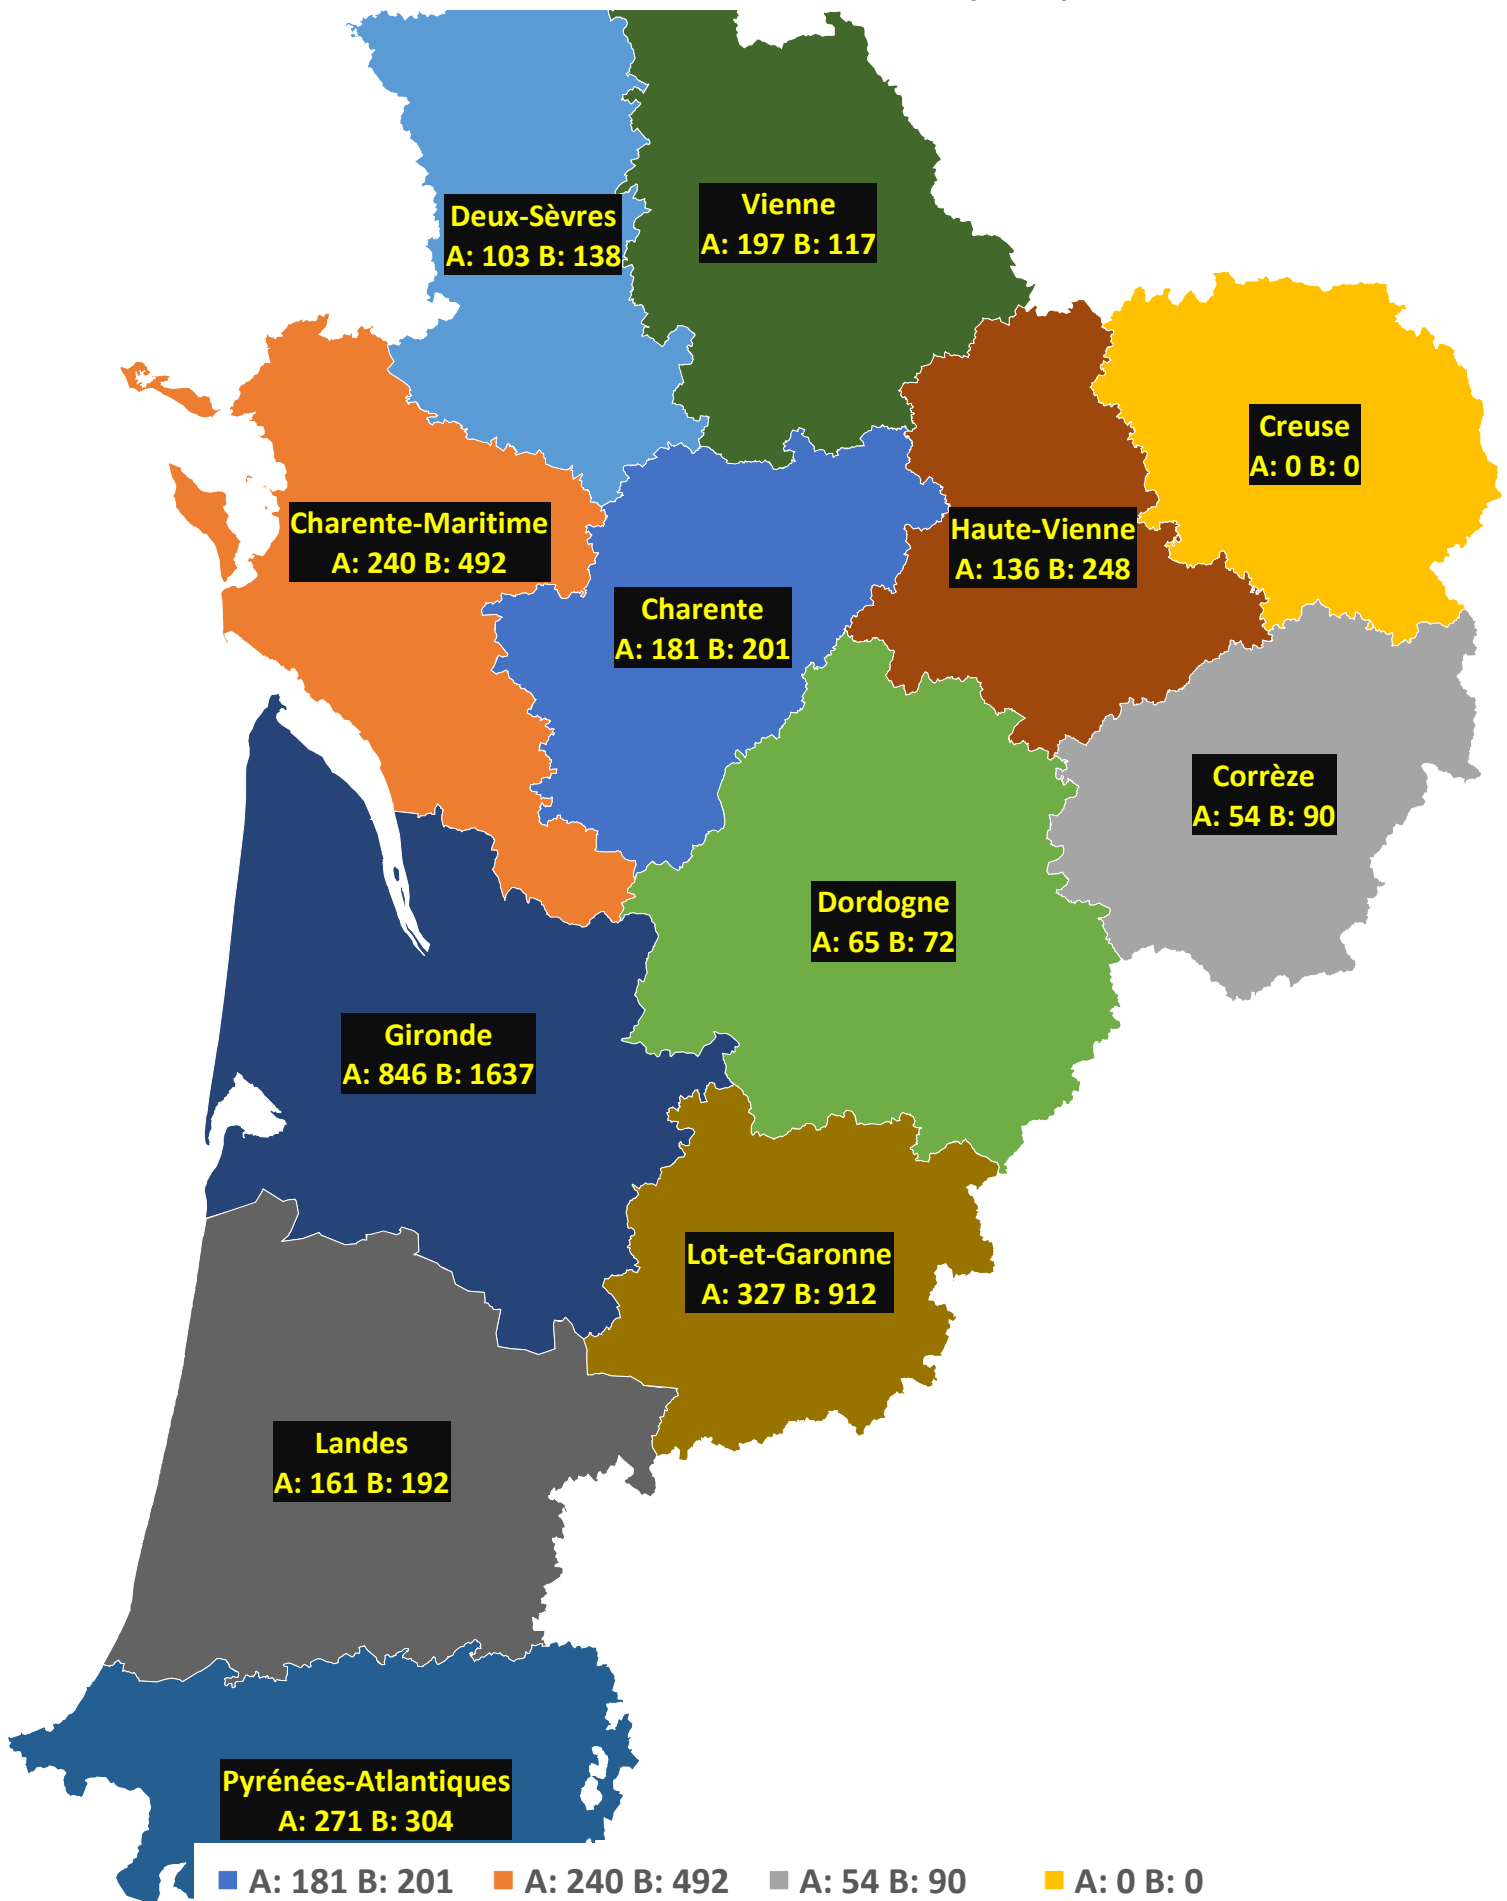 Vienne
A: 197 B: 117
Deux-Sèvres
A: 103 B: 138
Creuse
A: 0 B: 0
Charente-Maritime
A: 240 B: 492
Haute-Vienne
A: 136 B: 248
Charente
A: 181 B: 201
Corrèze
A: 54 B: 90
Dordogne
A: 65 B: 72
Gironde
A: 846 B: 1637
Lot-et-Garonne
A: 327 B: 912
Landes
A: 161 B: 192
Pyrénées-Atlantiques
A: 271 B: 304
A: 181 B: 201 A: 240 B: 492 A: 54 B: 90 A: 0 B: 0